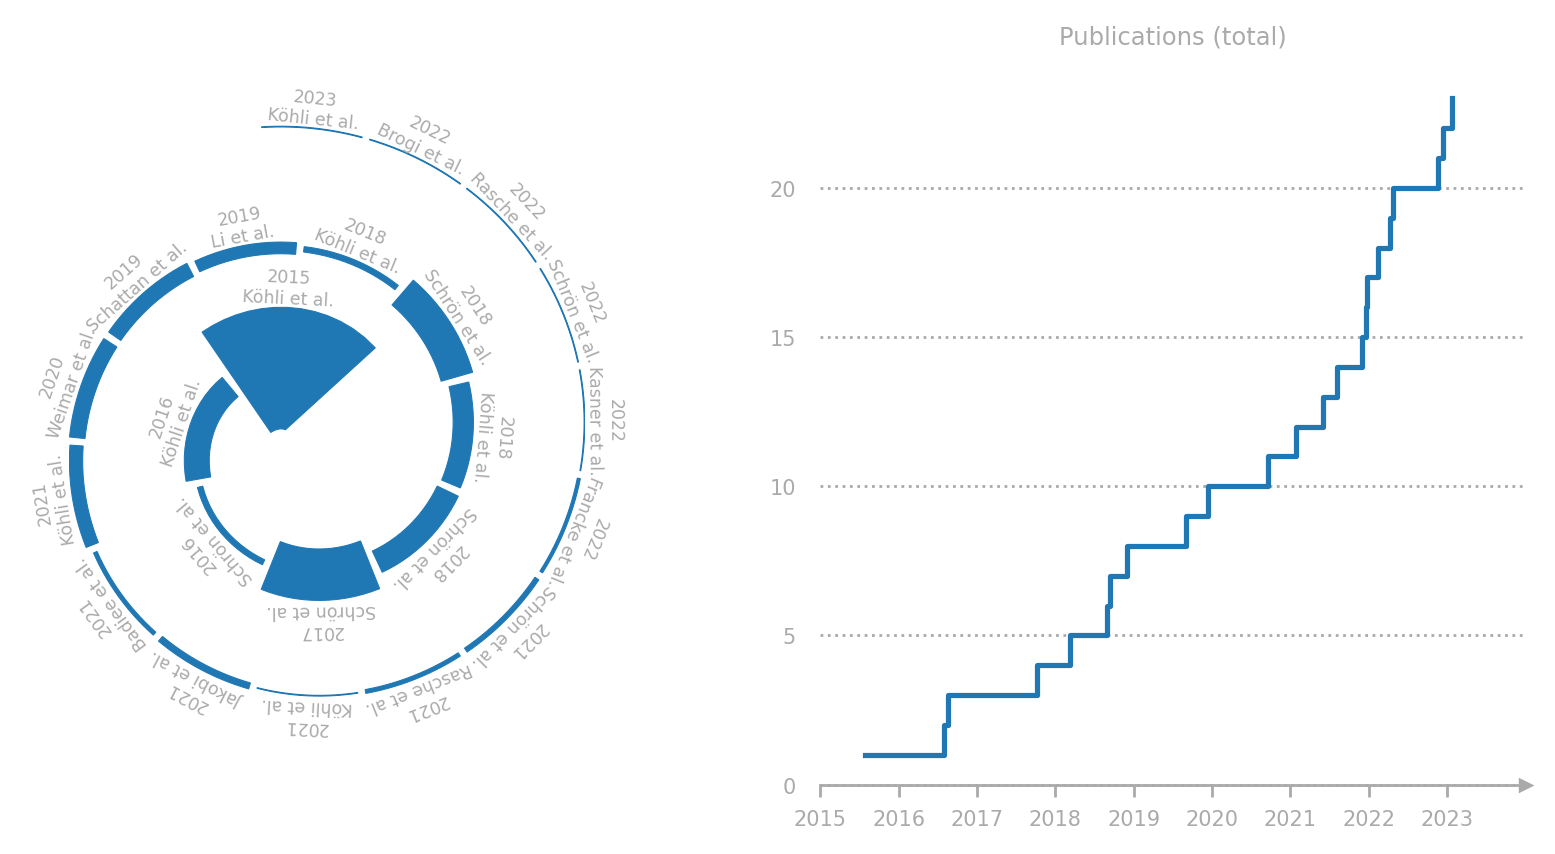 2015
Köhli et al.
2016
Köhli et al.
2016
Schrön et al.
2017
Schrön et al.
2018
Schrön et al.
2018
Köhli et al.
2018
Schrön et al.
2018
Köhli et al.
2019
Li et al.
2019
Schattan et al.
2020
Weimar et al.
2021
Köhli et al.
2021
Badiee et al.
2021
Jakobi et al.
2021
Köhli et al.
2021
Rasche et al.
2021
Schrön et al.
2022
Francke et al.
2022
Kasner et al.
2022
Schrön et al.
2022
Rasche et al.
2022
Brogi et al.
2023
Köhli et al.
Publications (total)
20
15
10
5
0
2015 2016 2017 2018 2019 2020 2021 2022 2023